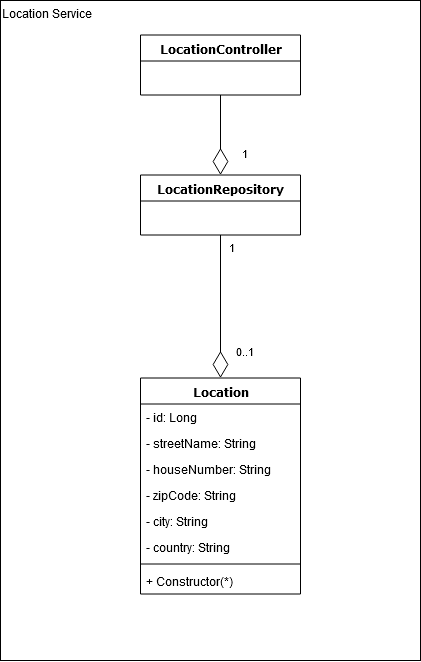 Location Service
LocationController
1
LocationRepository
1
0..1
Location
- id: Long
- streetName: String
- houseNumber: String
- zipCode: String
- city: String
- country: String
+ Constructor(*)